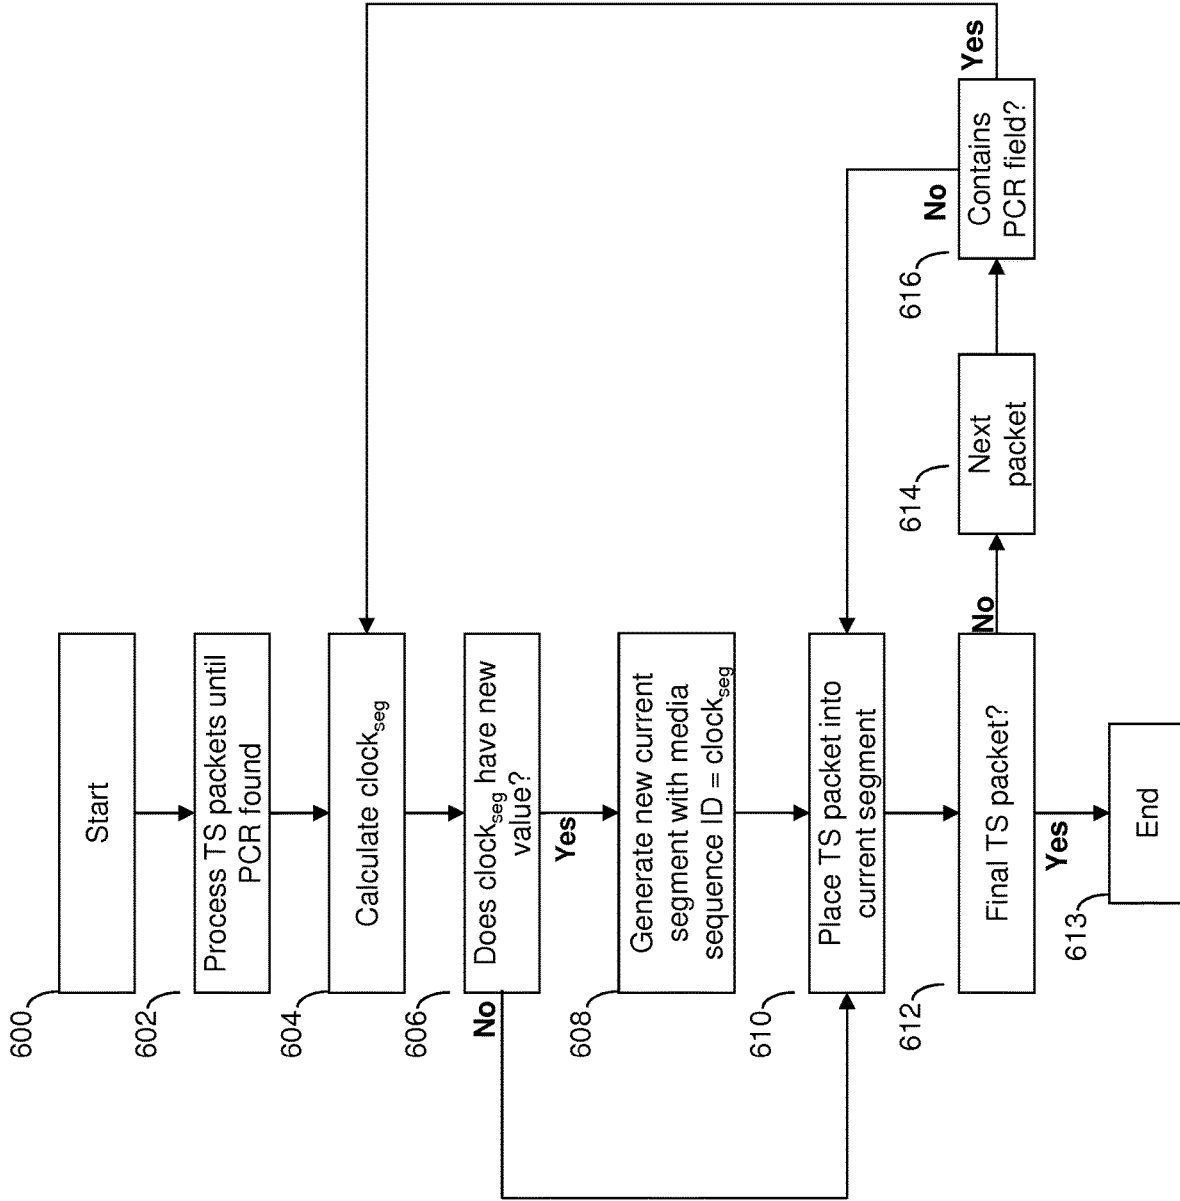 600
Start
602
Process TS packets until
PCR found
604
Calculate clockseg
606
Does clockseg have new
value?
No
Yes
608
Generate new current
segment with media
sequence ID = clockseg
610
Place TS packet into
current segment
612
Final TS packet?
No
Yes
613
End
614
Next
packet
616
Contains
PCR field?
No
Yes